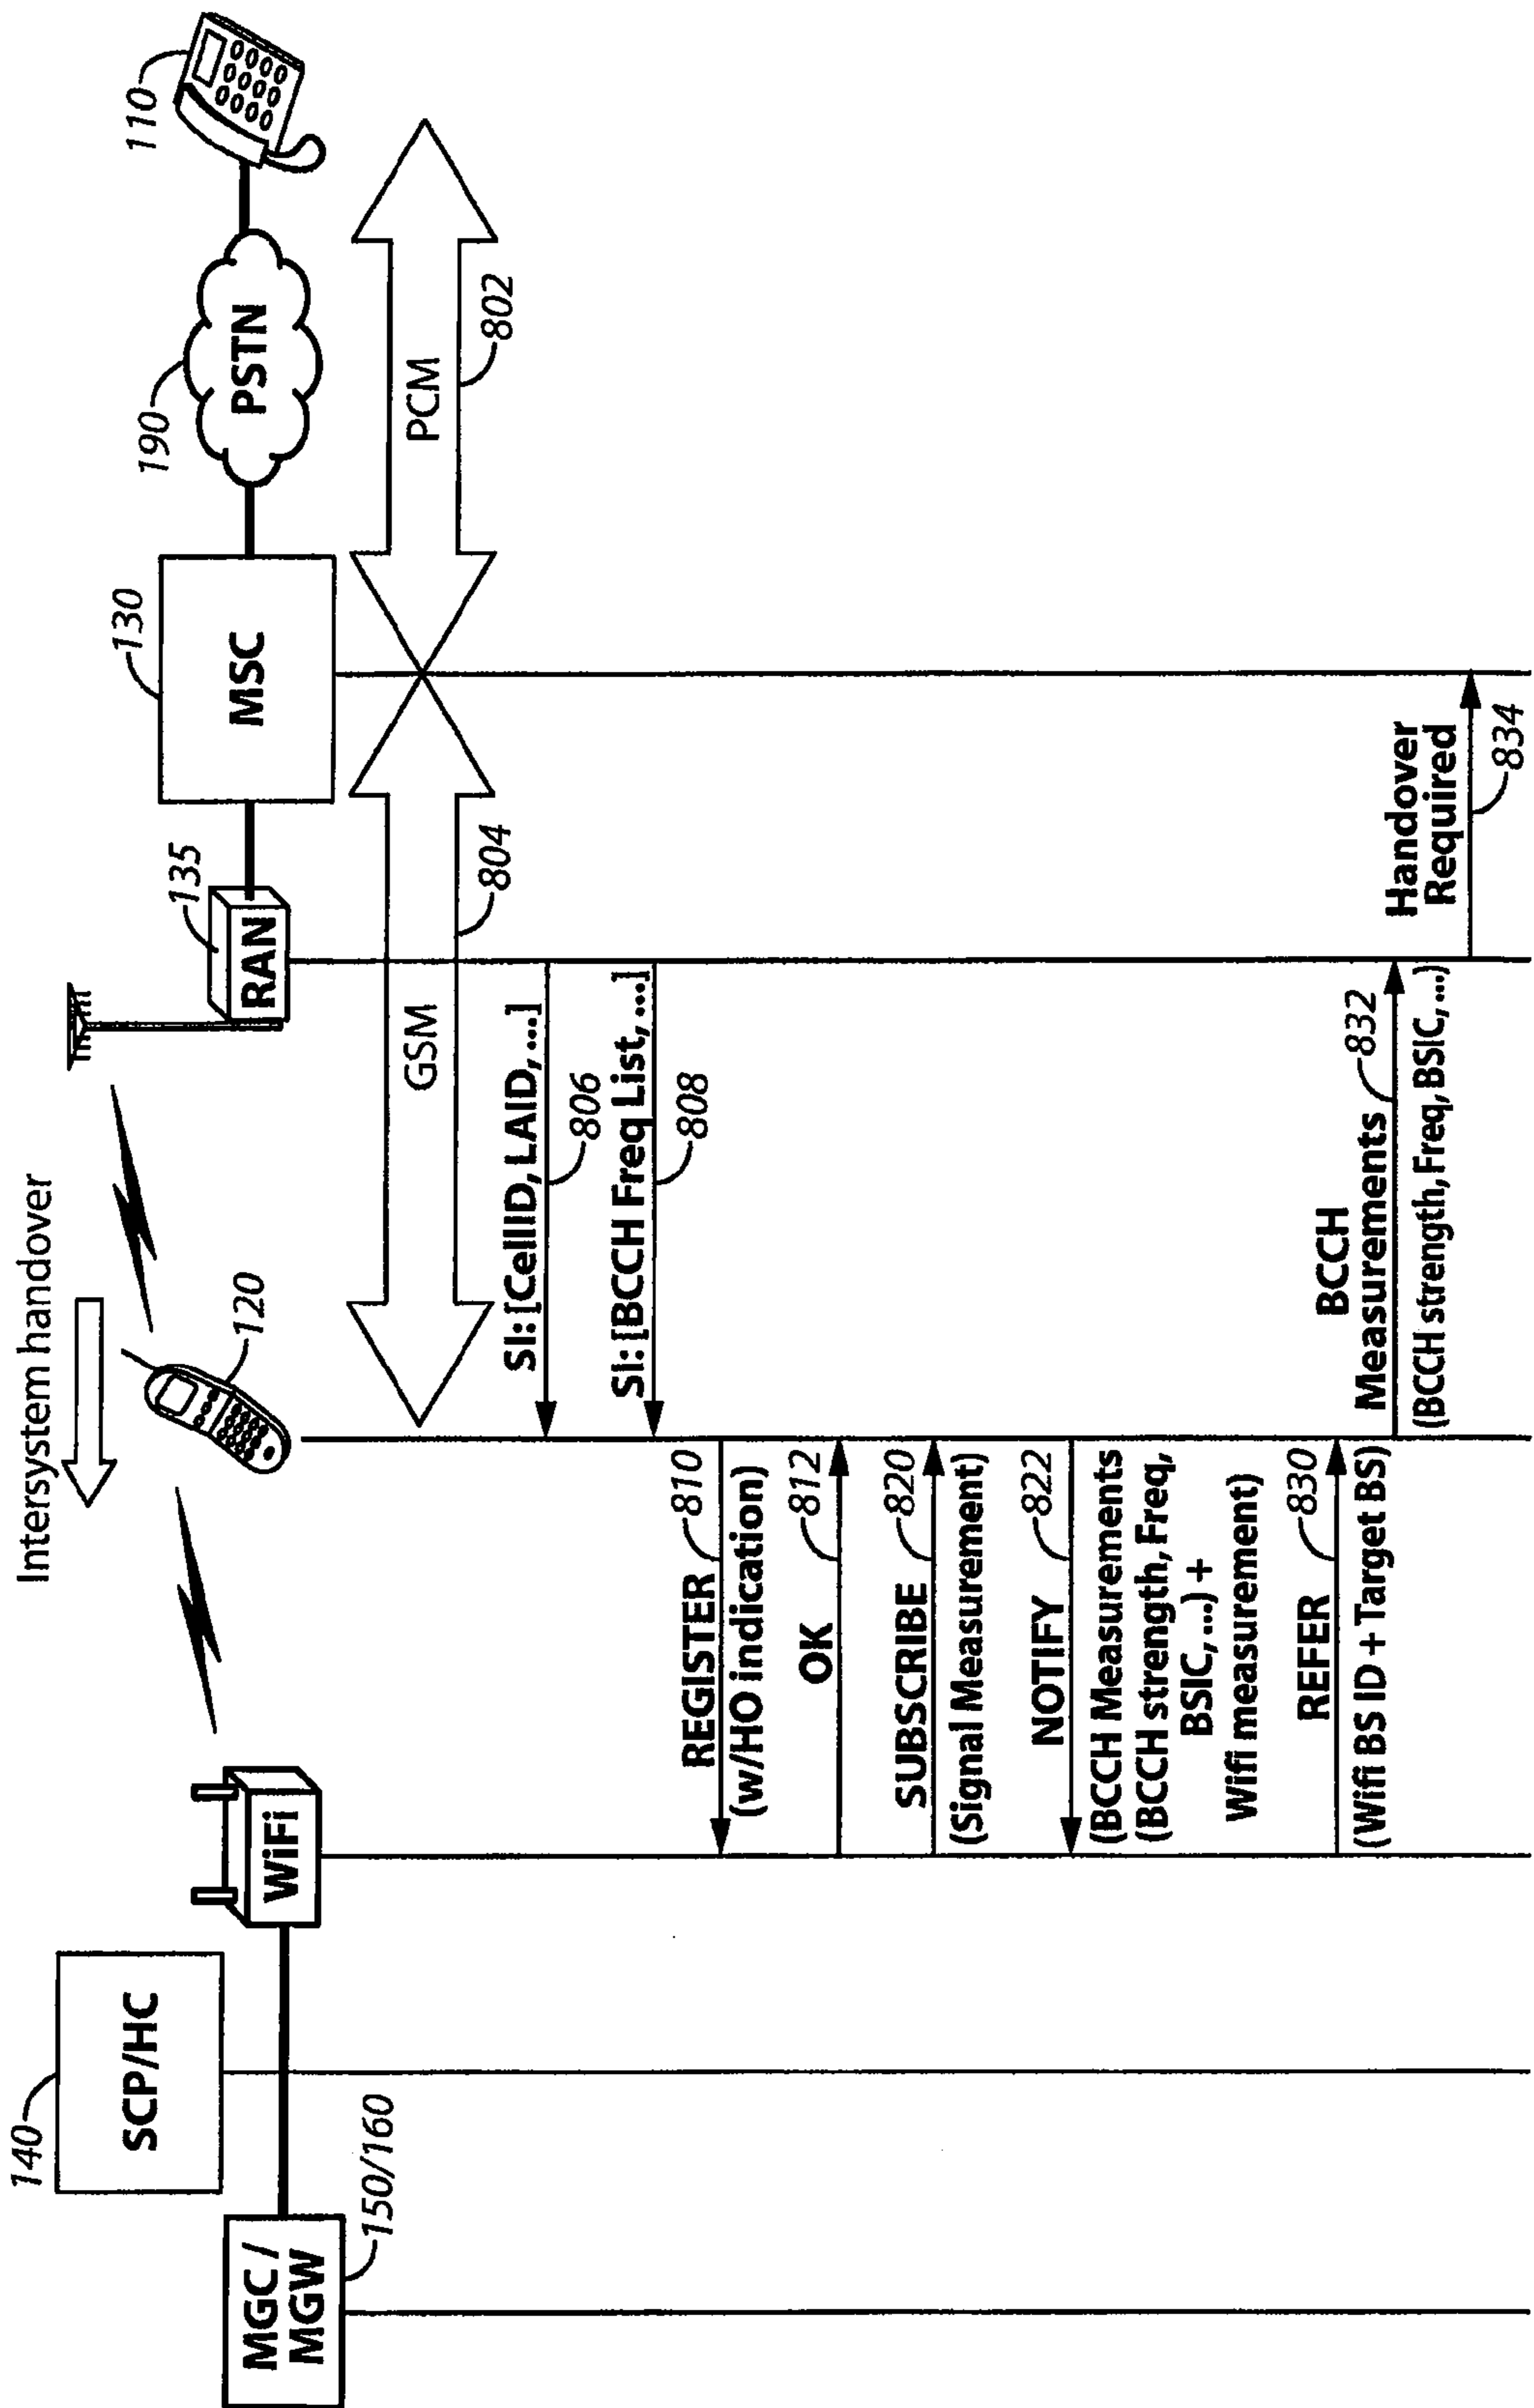 Intersystem handover
140
SCP/HC
MGC /
MGW
150/160
WiFi
120
135
RAN
130
MSC
190
PSTN
110
GSM
804
PCM
802
SI: [CellID, LAID, ...]
806
SI: [BCCH Freq List, ...]
808
REGISTER
810
(w/HO indication)
OK
812
SUBSCRIBE
820
(Signal Measurement)
NOTIFY
822
(BCCH Measurements
(BCCH strength, Freq,
BSIC, ...) +
Wifi measurement)
REFER
830
(Wifi BS ID + Target BS)
BCCH
Measurements
832
(BCCH strength, Freq, BSIC, ...)
Handover
Required
834